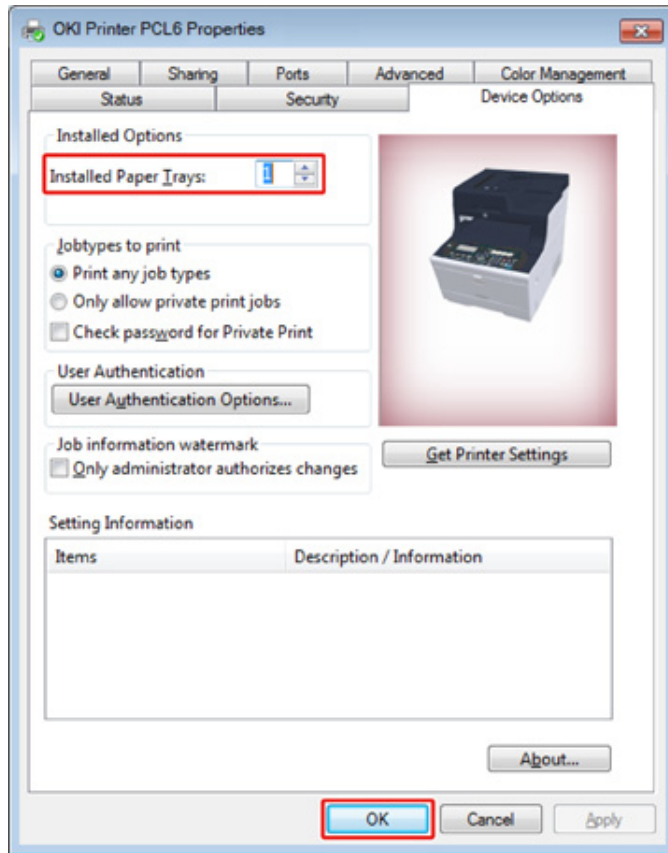 OKI Printer PCL6 Properties
General Sharing Ports Advanced Color Management
Status Security Device Options
Installed Options
Installed Paper Trays: 1
Jobtypes to print
Print any job types
Only allow private print jobs
Check password for Private Print
User Authentication
User Authentication Options...
Job information watermark
Only administrator authorizes changes
Get Printer Settings
Setting Information
Items Description / Information
About...
OK Cancel Apply